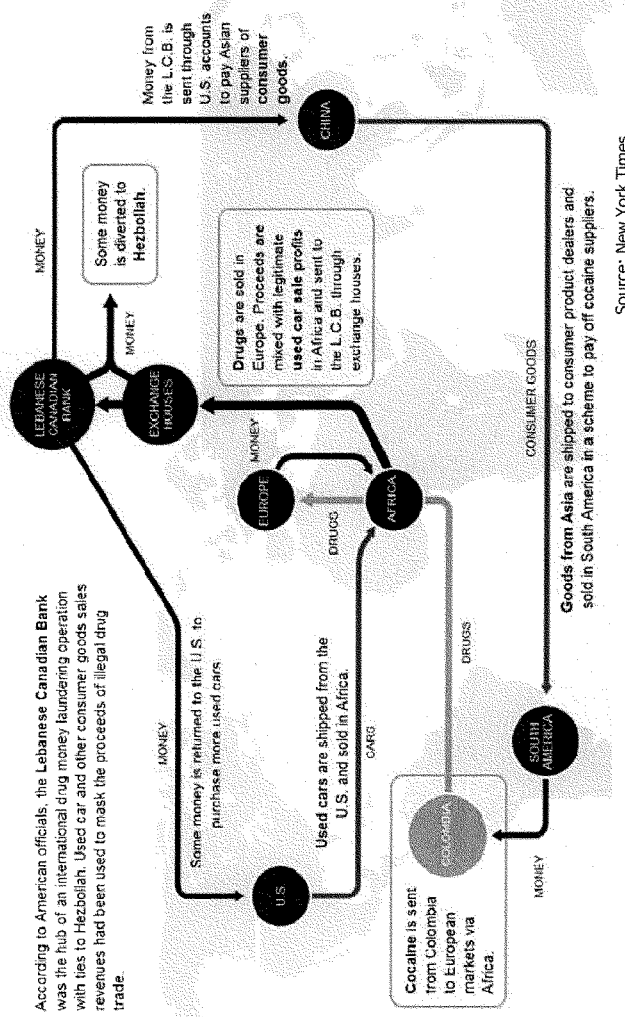 According to American officials, the Lebanese Canadian Bank
was the hub of an international drug money laundering operation
with ties to Hezbollah. Used car and other consumer goods sales
revenues had been used to mask the proceeds of illegal drug
trade.
LEBANESE
CANADIAN
BANK
MONEY
Money from
the L.C.B. is
sent through
U.S. accounts
to pay Asian
suppliers of
consumer
goods.
MONEY
Some money
is diverted to
Hezbollah.
EXCHANGE
HOUSES
MONEY
Some money is returned to the U.S. to
purchase more used cars.
Drugs are sold in
Europe. Proceeds are
mixed with legitimate
used car sale profits
in Africa and sent to
the L.C.B. through
exchange houses.
EUROPE
MONEY
DRUGS
CHINA
U.S.
Used cars are shipped from the
U.S. and sold in Africa.
CARS
AFRICA
DRUGS
CONSUMER GOODS
Cocaine is sent
from Colombia
to European
markets via
Africa.
COLOMBIA
MONEY
SOUTH
AMERICA
Goods from Asia are shipped to consumer product dealers and
sold in South America in a scheme to pay off cocaine suppliers.
Source: New York Times